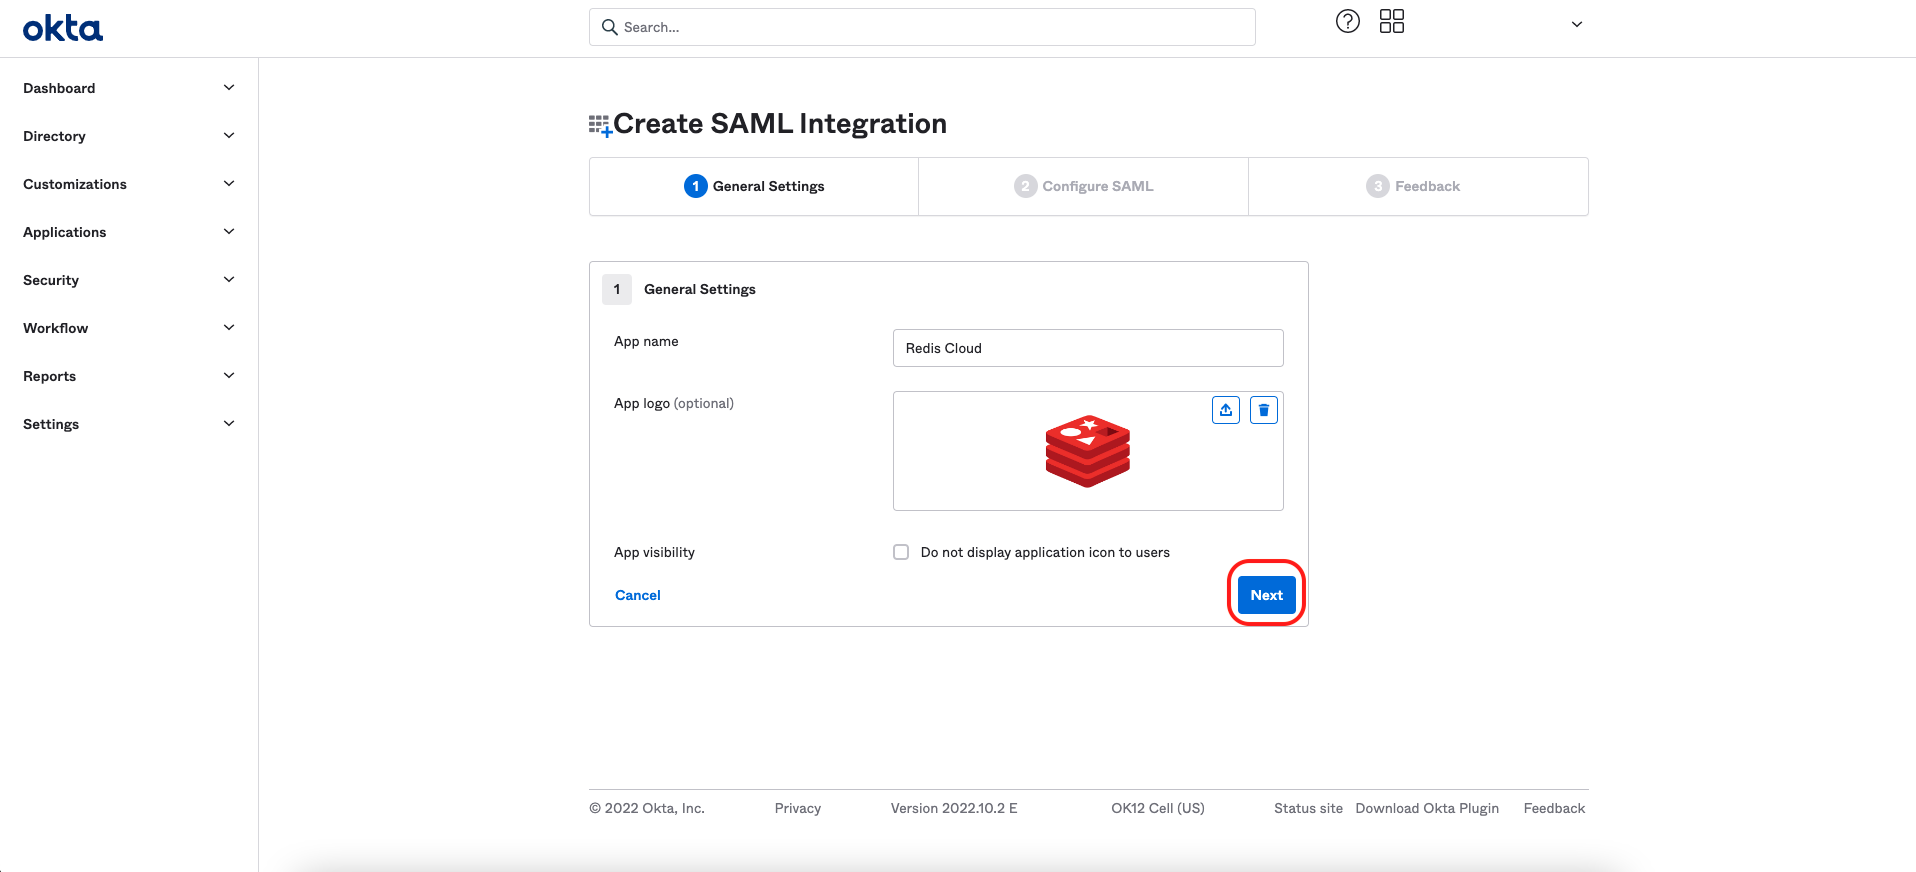 okta
Search...
Dashboard
Directory
Customizations
Applications
Security
Workflow
Reports
Settings
Create SAML Integration
1 General Settings
2 Configure SAML
3 Feedback
1 General Settings
App name
Redis Cloud
App logo (optional)
App visibility
Do not display application icon to users
Cancel
Next
© 2022 Okta, Inc. Privacy Version 2022.10.2 E OK12 Cell (US) Status site Download Okta Plugin Feedback